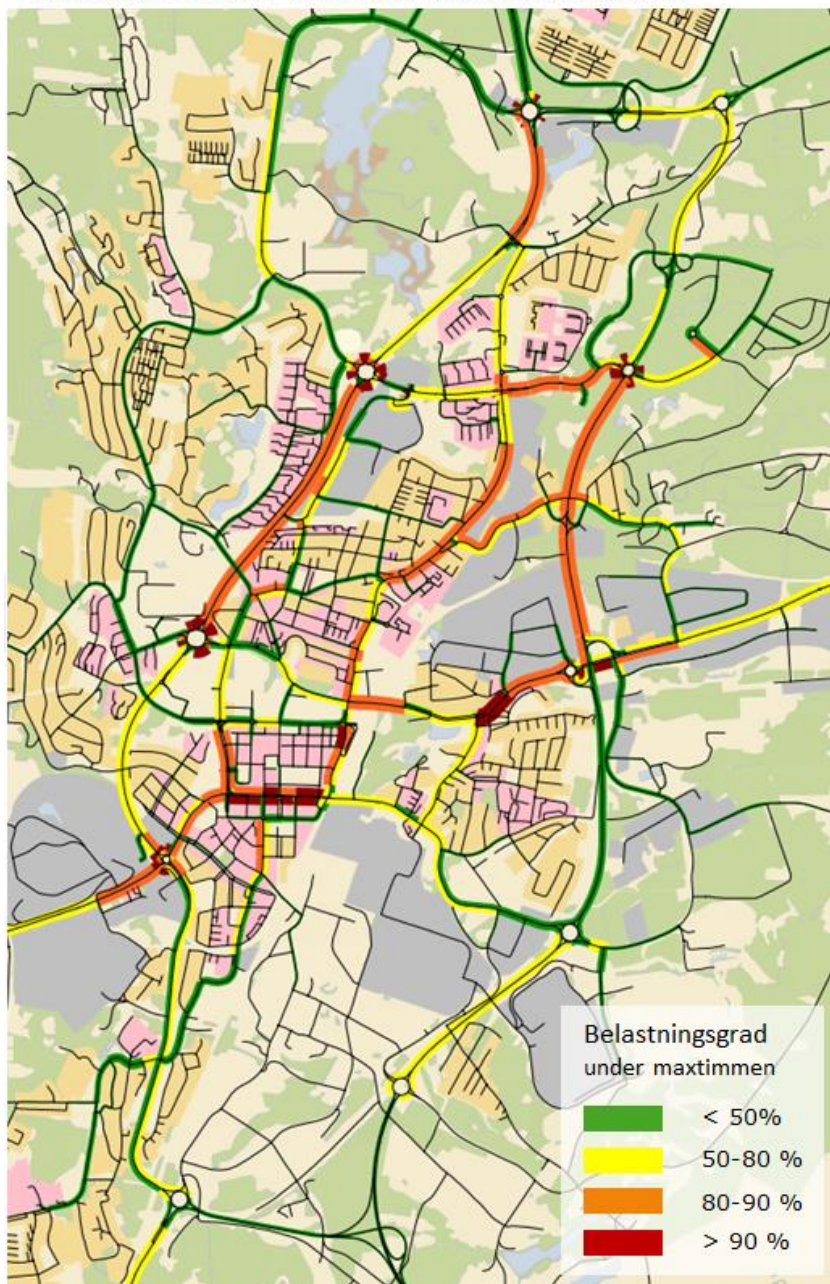 Belastningsgrad
under maxtimmen
< 50%
50-80 %
80-90 %
> 90 %